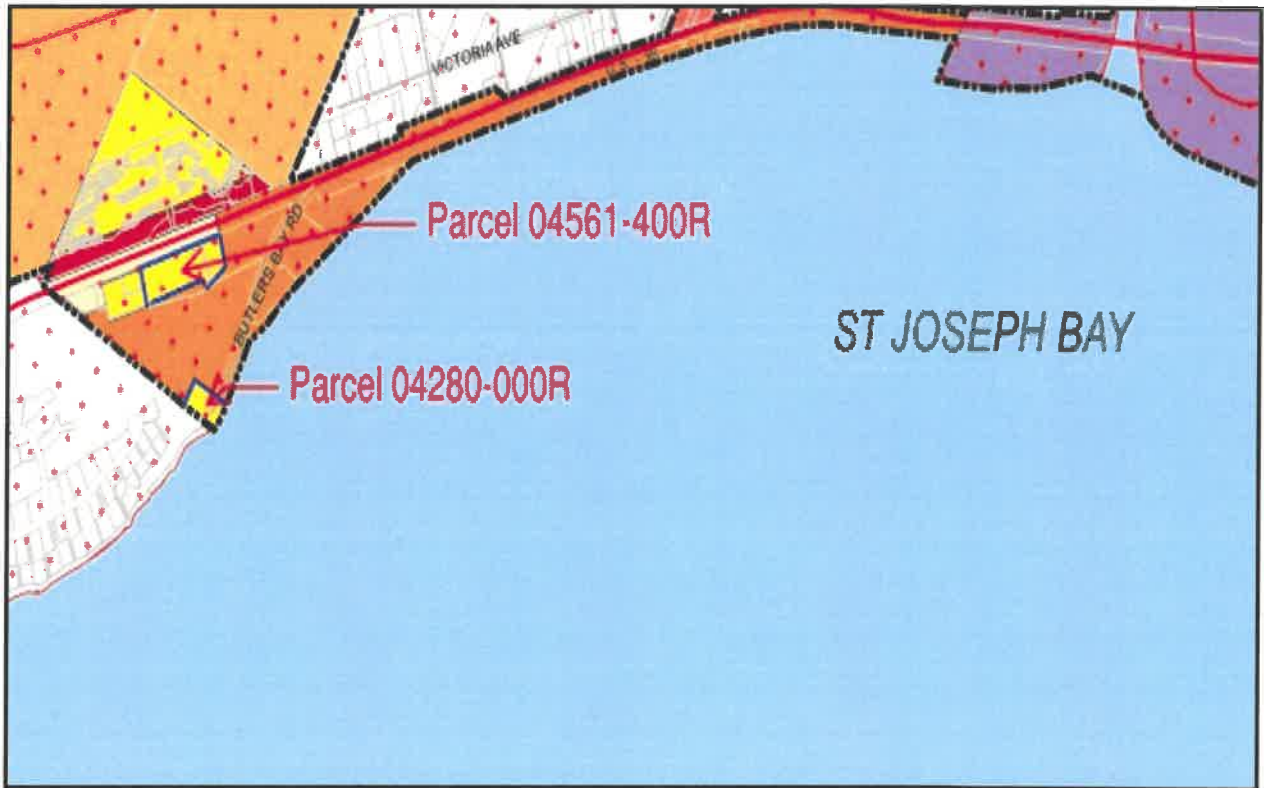 VICTORIA AVE
Parcel 04561-400R
BUTLERS BAY RD
ST JOSEPH BAY
Parcel 04280-000R